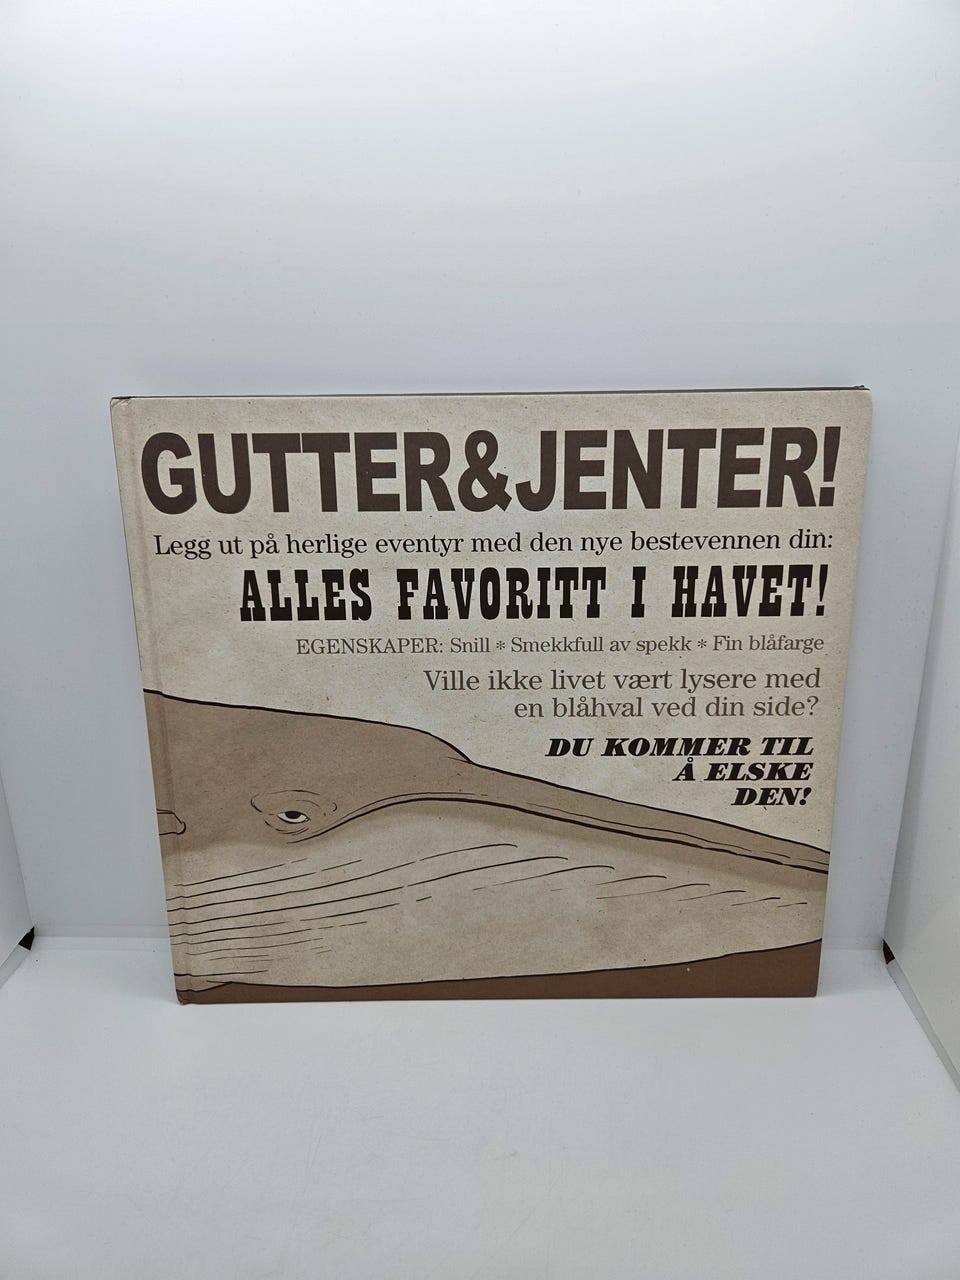 GUTTER&JENTER!
Legg ut på herlige eventyr med den nye bestevennen din:
ALLES FAVORITT I HAVET!
EGENSKAPER: Snill * Smekkfull av spekk * Fin blåfarge
Ville ikke livet vært lysere med
en blåhval ved din side?
DU KOMMER TIL
Å ELSKE
DEN!